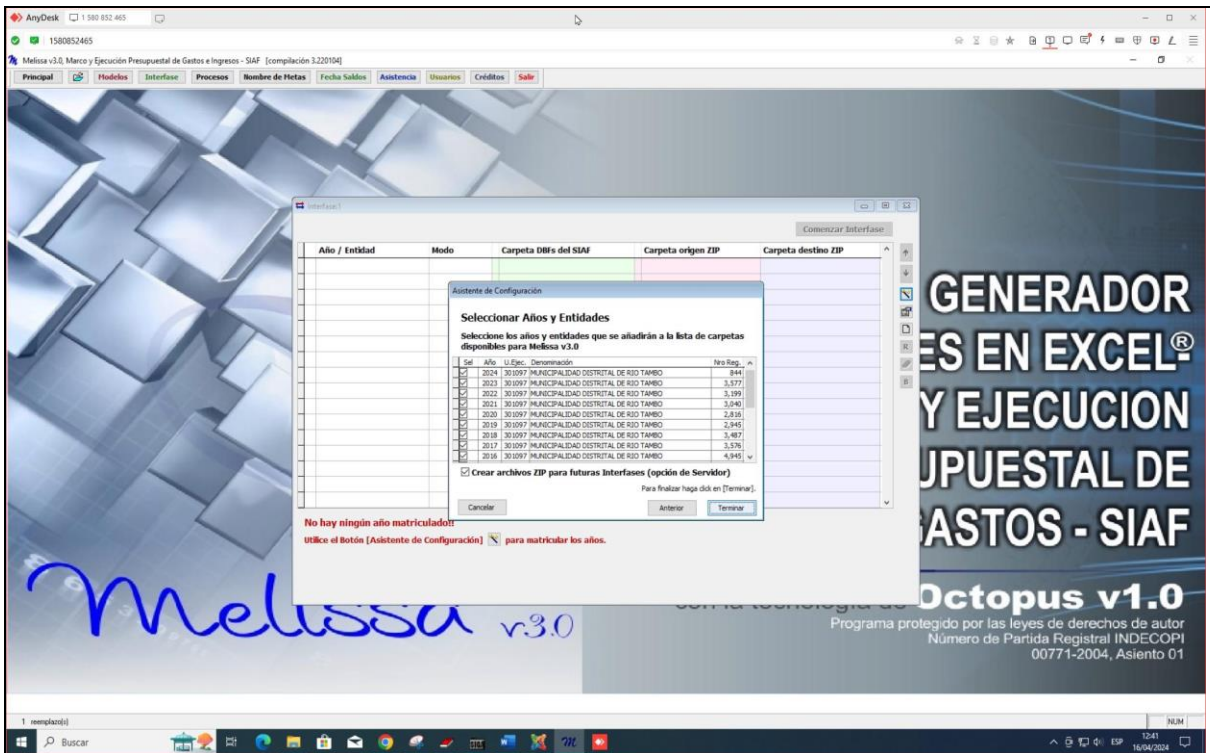 AnyDesk 1 580 852 465
1580852465
Melissa v3.0, Marco y Ejecución Presupuestal de Gastos e Ingresos - SIAF [compilación 3.220104]
Principal Modelos Interfase Procesos Nombre de Metas Fecha Saldos Asistencia Usuarios Créditos Salir
Interfase:1
Comenzar Interfase
Año / Entidad Modo Carpeta DBFs del SIAF Carpeta origen ZIP Carpeta destino ZIP
Asistente de Configuración
Seleccionar Años y Entidades
Seleccione los años y entidades que se añadirán a la lista de carpetas
disponibles para Melissa v3.0
Sel Año U.Ejec. Denominación Nro Reg.
2024 301097 MUNICIPALIDAD DISTRITAL DE RIO TAMBO 844
2023 301097 MUNICIPALIDAD DISTRITAL DE RIO TAMBO 3,577
2022 301097 MUNICIPALIDAD DISTRITAL DE RIO TAMBO 3,199
2021 301097 MUNICIPALIDAD DISTRITAL DE RIO TAMBO 3,040
2020 301097 MUNICIPALIDAD DISTRITAL DE RIO TAMBO 2,816
2019 301097 MUNICIPALIDAD DISTRITAL DE RIO TAMBO 2,945
2018 301097 MUNICIPALIDAD DISTRITAL DE RIO TAMBO 3,487
2017 301097 MUNICIPALIDAD DISTRITAL DE RIO TAMBO 3,576
2016 301097 MUNICIPALIDAD DISTRITAL DE RIO TAMBO 4,945
Crear archivos ZIP para futuras Interfases (opción de Servidor)
Para finalizar haga click en [Terminar].
Cancelar Anterior Terminar
No hay ningún año matriculado!!
Utilice el Botón [Asistente de Configuración] para matricular los años.
R
B
GENERADOR
ES EN EXCEL®
Y EJECUCION
UPUESTAL DE
GASTOS - SIAF
Melissa v3.0
con la tecnología de Octopus v1.0
Programa protegido por las leyes de derechos de autor
Número de Partida Registral INDECOPI
00771-2004, Asiento 01
1 reemplazo(s) NUM
Buscar
ESP 12:41
16/04/2024